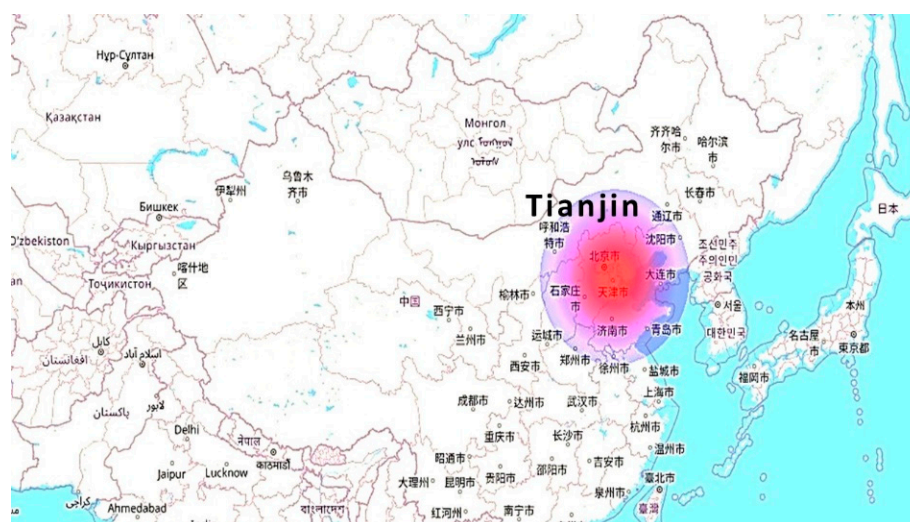 Нұр-Сұлтан
Қазақстан
Монгол
улс
齐齐哈
尔市
哈尔滨
市
乌鲁木
齐市
伊犁州
长春市
Tianjin
Бишкек
通辽市
日本
呼和浩
特市
沈阳市
Кыргызстан
조선민주
주의인민
공화국
O'zbekiston
北京市
喀什地
区
大连市
Тоҷикистон
石家庄
市
天津市
榆林市
中国
서울
本州
西宁市
济南市
青岛市
대한민국
名古屋
市
كابل
运城市
兰州市
東京都
افغانستان
اسلام آباد
郑州市
西安市
徐州市
盐城市
福岡市
پاکستان
لاہور
成都市
达州市
武汉市
上海市
杭州市
Delhi
नेपाल
重庆市
长沙市
温州市
昭通市
काठमाडौं
Jaipur
Lucknow
贵阳市
邵阳市
吉安市
大理州
昆明市
臺北市
泉州市
کراچی
Ahmedabad
বাংলাদেশ
红河州
南宁市
臺灣